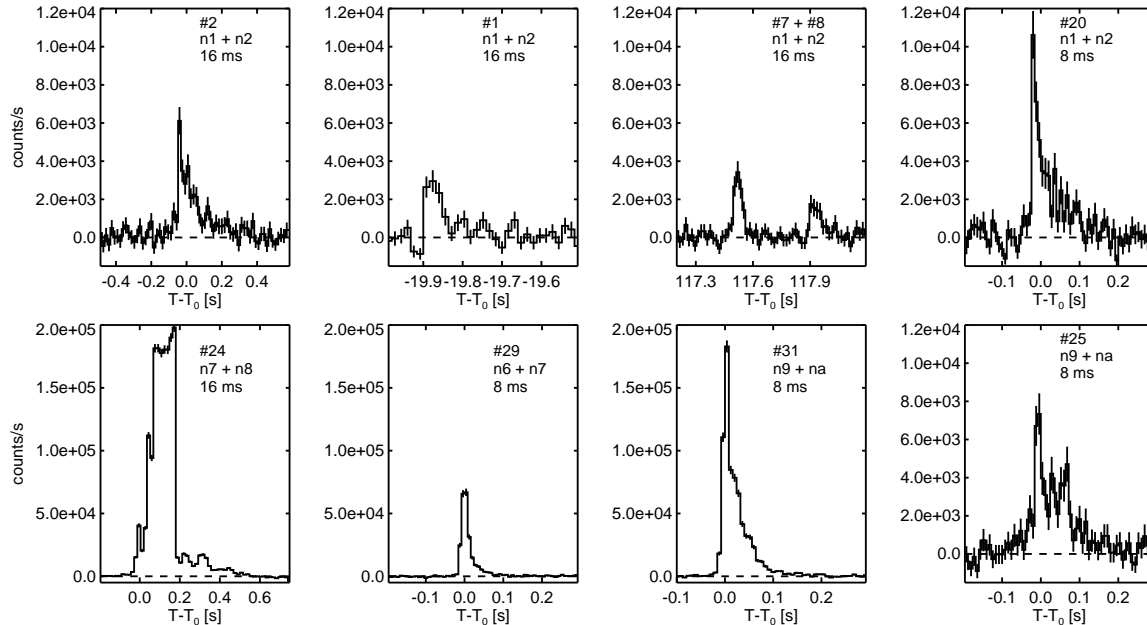 #2
n1 + n2
16 ms
1.2e+04
1.0e+04
8.0e+03
6.0e+03
4.0e+03
2.0e+03
0.0
counts/s
-0.4 -0.2 0.0 0.2 0.4
T-T0 [s]
#1
n1 + n2
16 ms
1.2e+04
1.0e+04
8.0e+03
6.0e+03
4.0e+03
2.0e+03
0.0
-19.9 -19.8 -19.7 -19.6
T-T0 [s]
#7 + #8
n1 + n2
16 ms
1.2e+04
1.0e+04
8.0e+03
6.0e+03
4.0e+03
2.0e+03
0.0
117.3 117.6 117.9
T-T0 [s]
#20
n1 + n2
8 ms
1.2e+04
1.0e+04
8.0e+03
6.0e+03
4.0e+03
2.0e+03
0.0
-0.1 0.0 0.1 0.2
T-T0 [s]
#24
n7 + n8
16 ms
2.0e+05
1.5e+05
1.0e+05
5.0e+04
0.0
counts/s
0.0 0.2 0.4 0.6
T-T0 [s]
#29
n6 + n7
8 ms
2.0e+05
1.5e+05
1.0e+05
5.0e+04
0.0
-0.1 0.0 0.1 0.2
T-T0 [s]
#31
n9 + na
8 ms
2.0e+05
1.5e+05
1.0e+05
5.0e+04
0.0
-0.1 0.0 0.1 0.2
T-T0 [s]
#25
n9 + na
8 ms
1.2e+04
1.0e+04
8.0e+03
6.0e+03
4.0e+03
2.0e+03
0.0
-0.1 0.0 0.1 0.2
T-T0 [s]